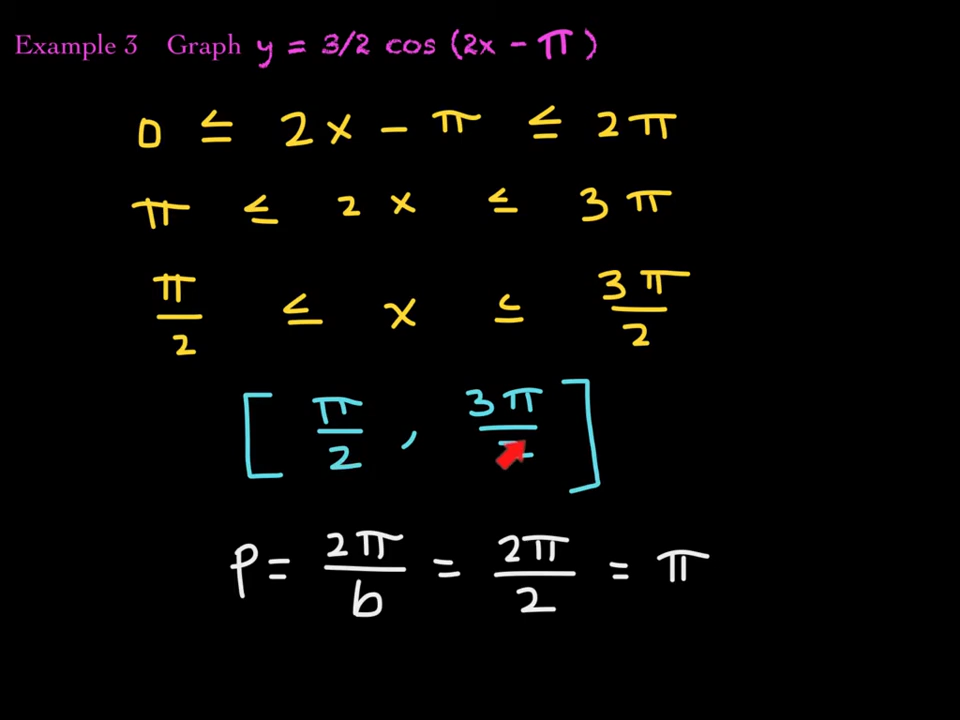 Example 3 Graph y = 3/2 cos (2x - π)
0 ≤ 2x - π ≤ 2π
π ≤ 2x ≤ 3π
π/2 ≤ x ≤ 3π/2
[π/2 , 3π/]
P = 2π/b = 2π/2 = π